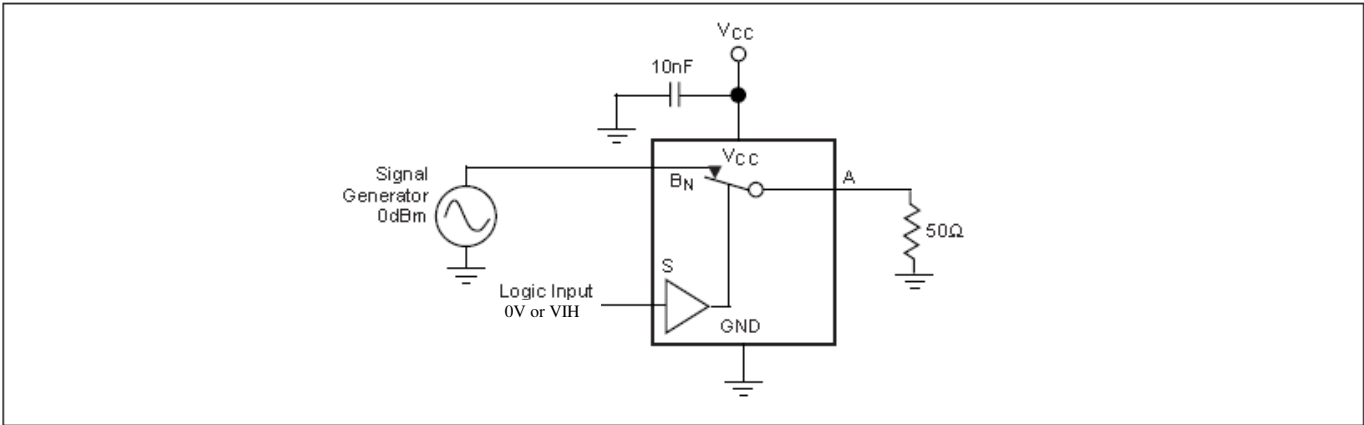 VCC
10nF
VCC
Signal
Generator
0dBm
BN
A
50Ω
S
Logic Input
0V or VIH
GND